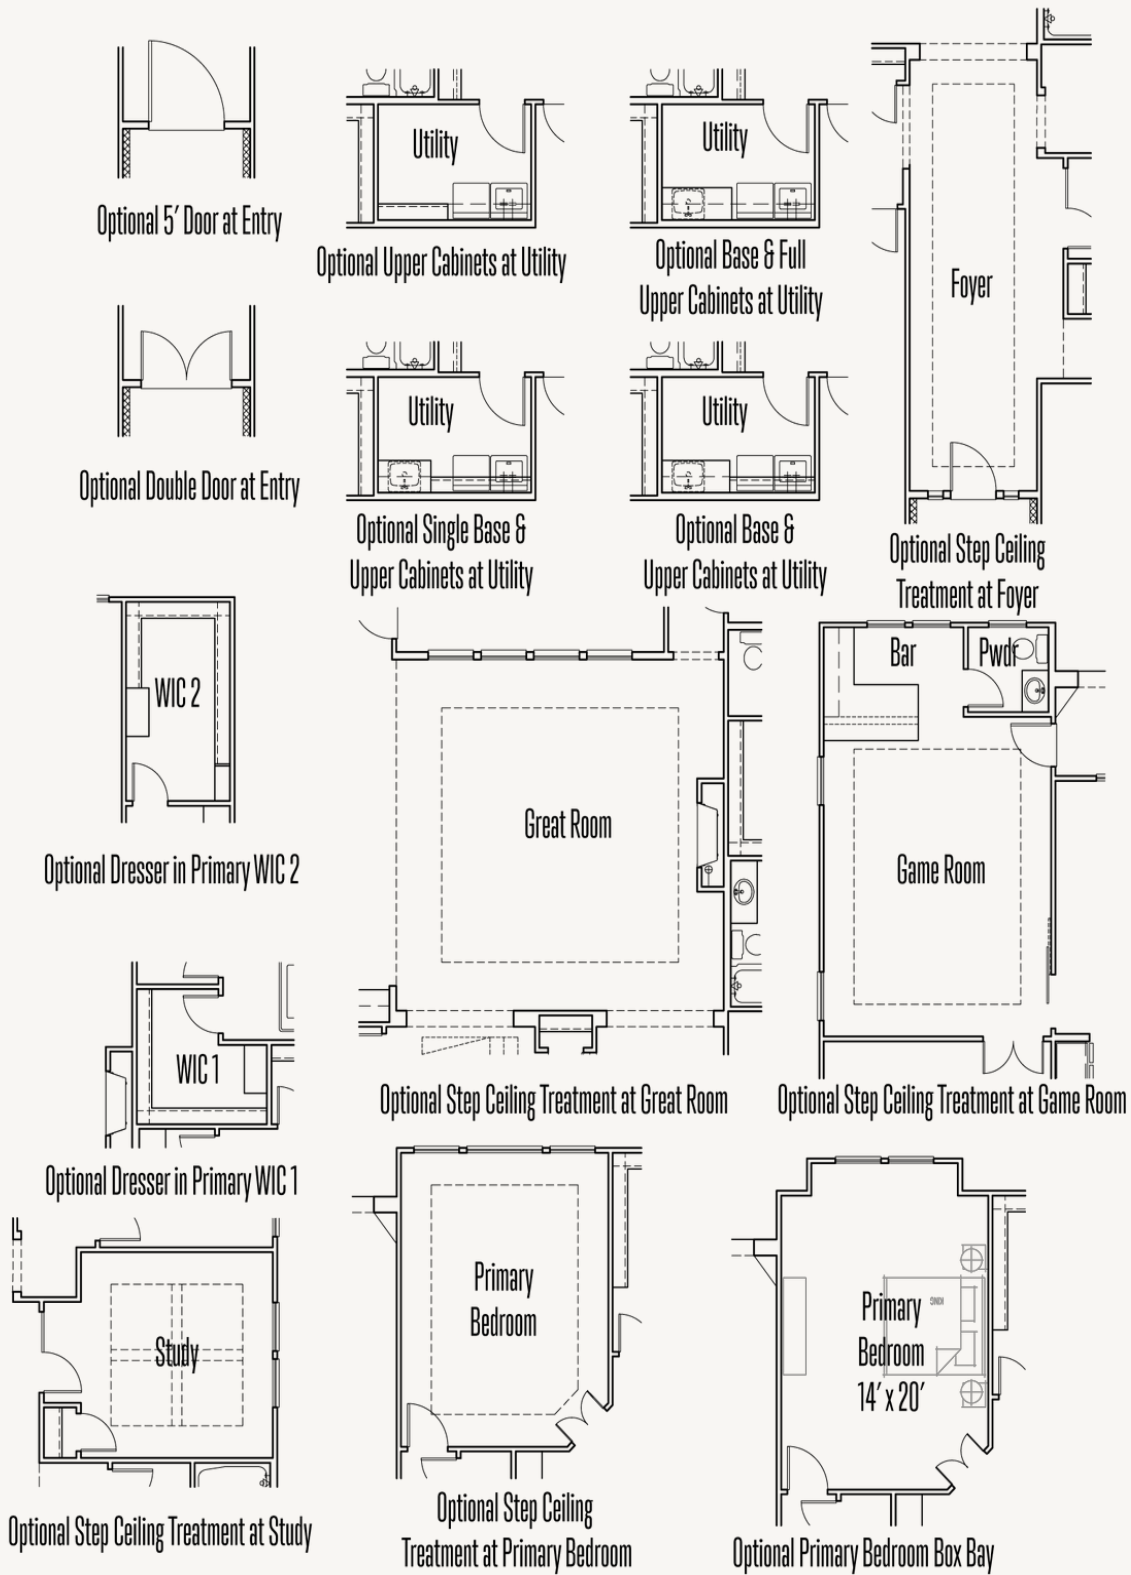 Optional 5' Door at Entry
Utility
Optional Upper Cabinets at Utility
Utility
Optional Base & Full
Upper Cabinets at Utility
Foyer
Optional Step Ceiling
Treatment at Foyer
Optional Double Door at Entry
Utility
Optional Single Base &
Upper Cabinets at Utility
Utility
Optional Base &
Upper Cabinets at Utility
WIC 2
Optional Dresser in Primary WIC 2
Great Room
Optional Step Ceiling Treatment at Great Room
Bar
Pwdr
Game Room
Optional Step Ceiling Treatment at Game Room
WIC 1
Optional Dresser in Primary WIC 1
Study
Optional Step Ceiling Treatment at Study
Primary
Bedroom
Optional Step Ceiling
Treatment at Primary Bedroom
Primary
Bedroom
14' x 20'
KING
Optional Primary Bedroom Box Bay